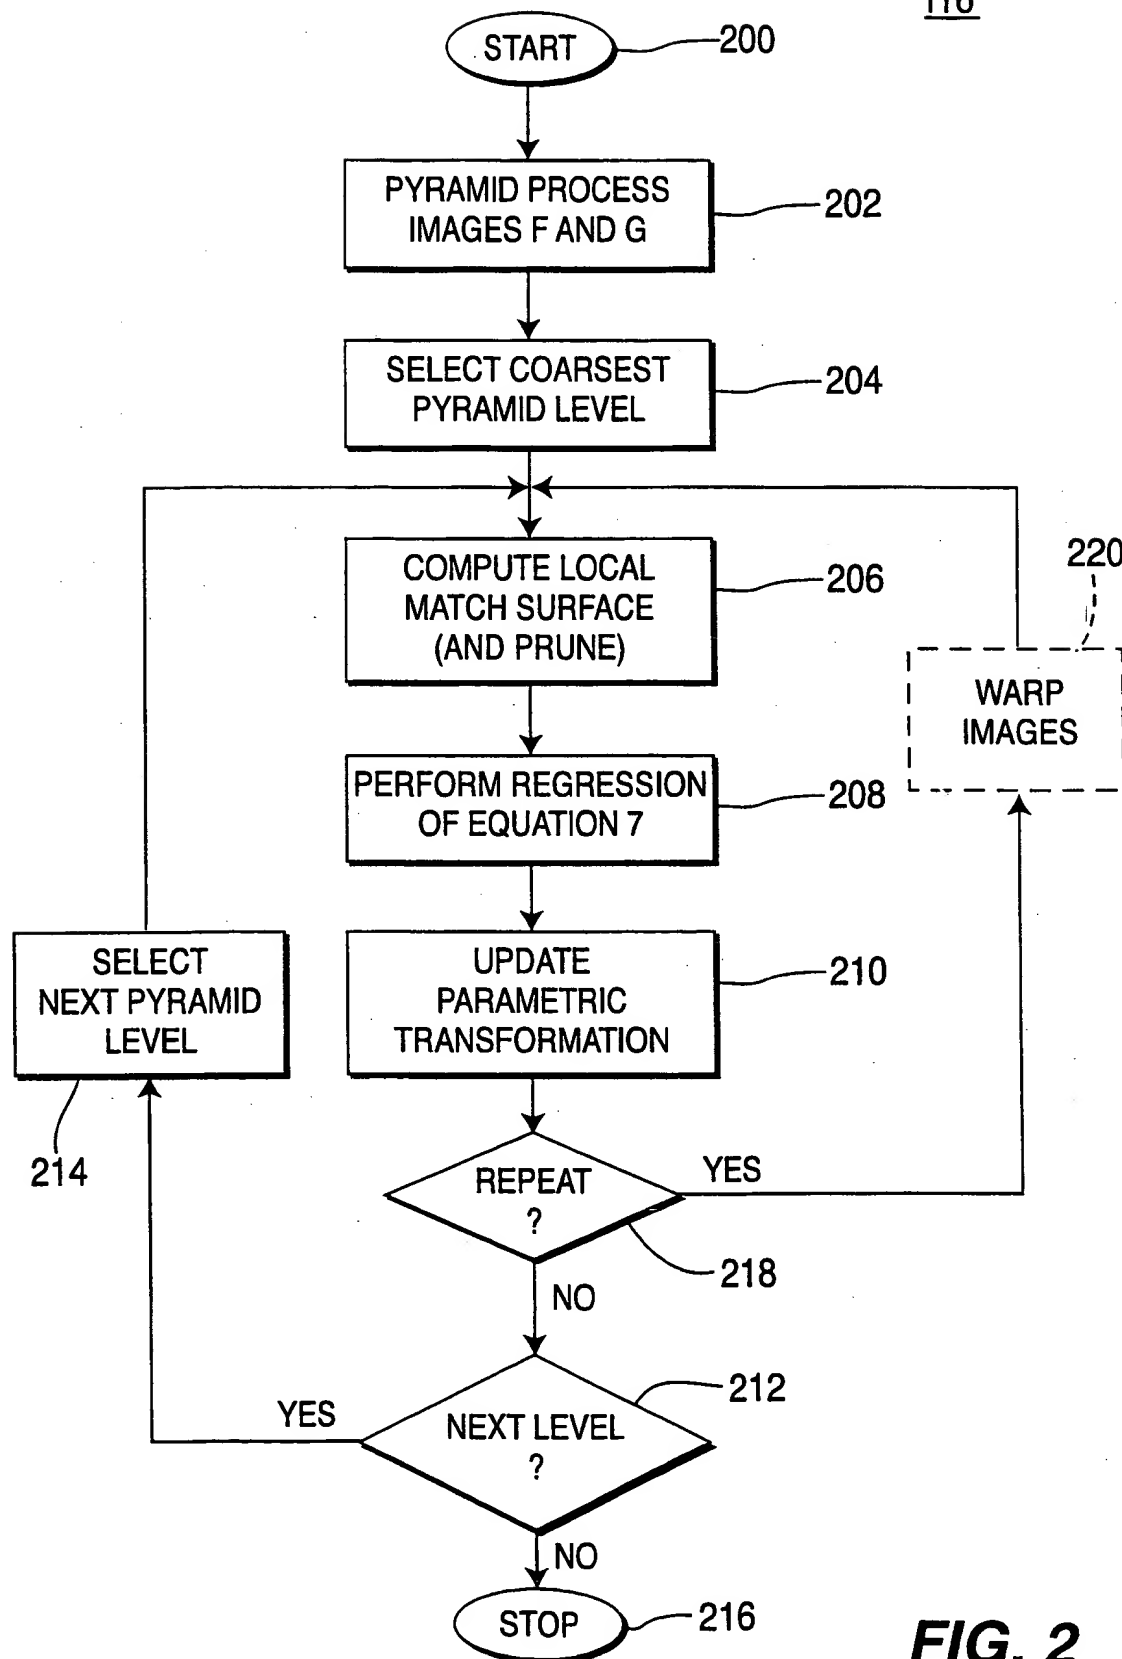 116
START
200
PYRAMID PROCESS
IMAGES F AND G
202
SELECT COARSEST
PYRAMID LEVEL
204
COMPUTE LOCAL
MATCH SURFACE
(AND PRUNE)
206
220
WARP
IMAGES
PERFORM REGRESSION
OF EQUATION 7
208
SELECT
NEXT PYRAMID
LEVEL
214
UPDATE
PARAMETRIC
TRANSFORMATION
210
REPEAT
?
YES
218
NO
212
NEXT LEVEL
?
YES
NO
STOP
216
FIG. 2